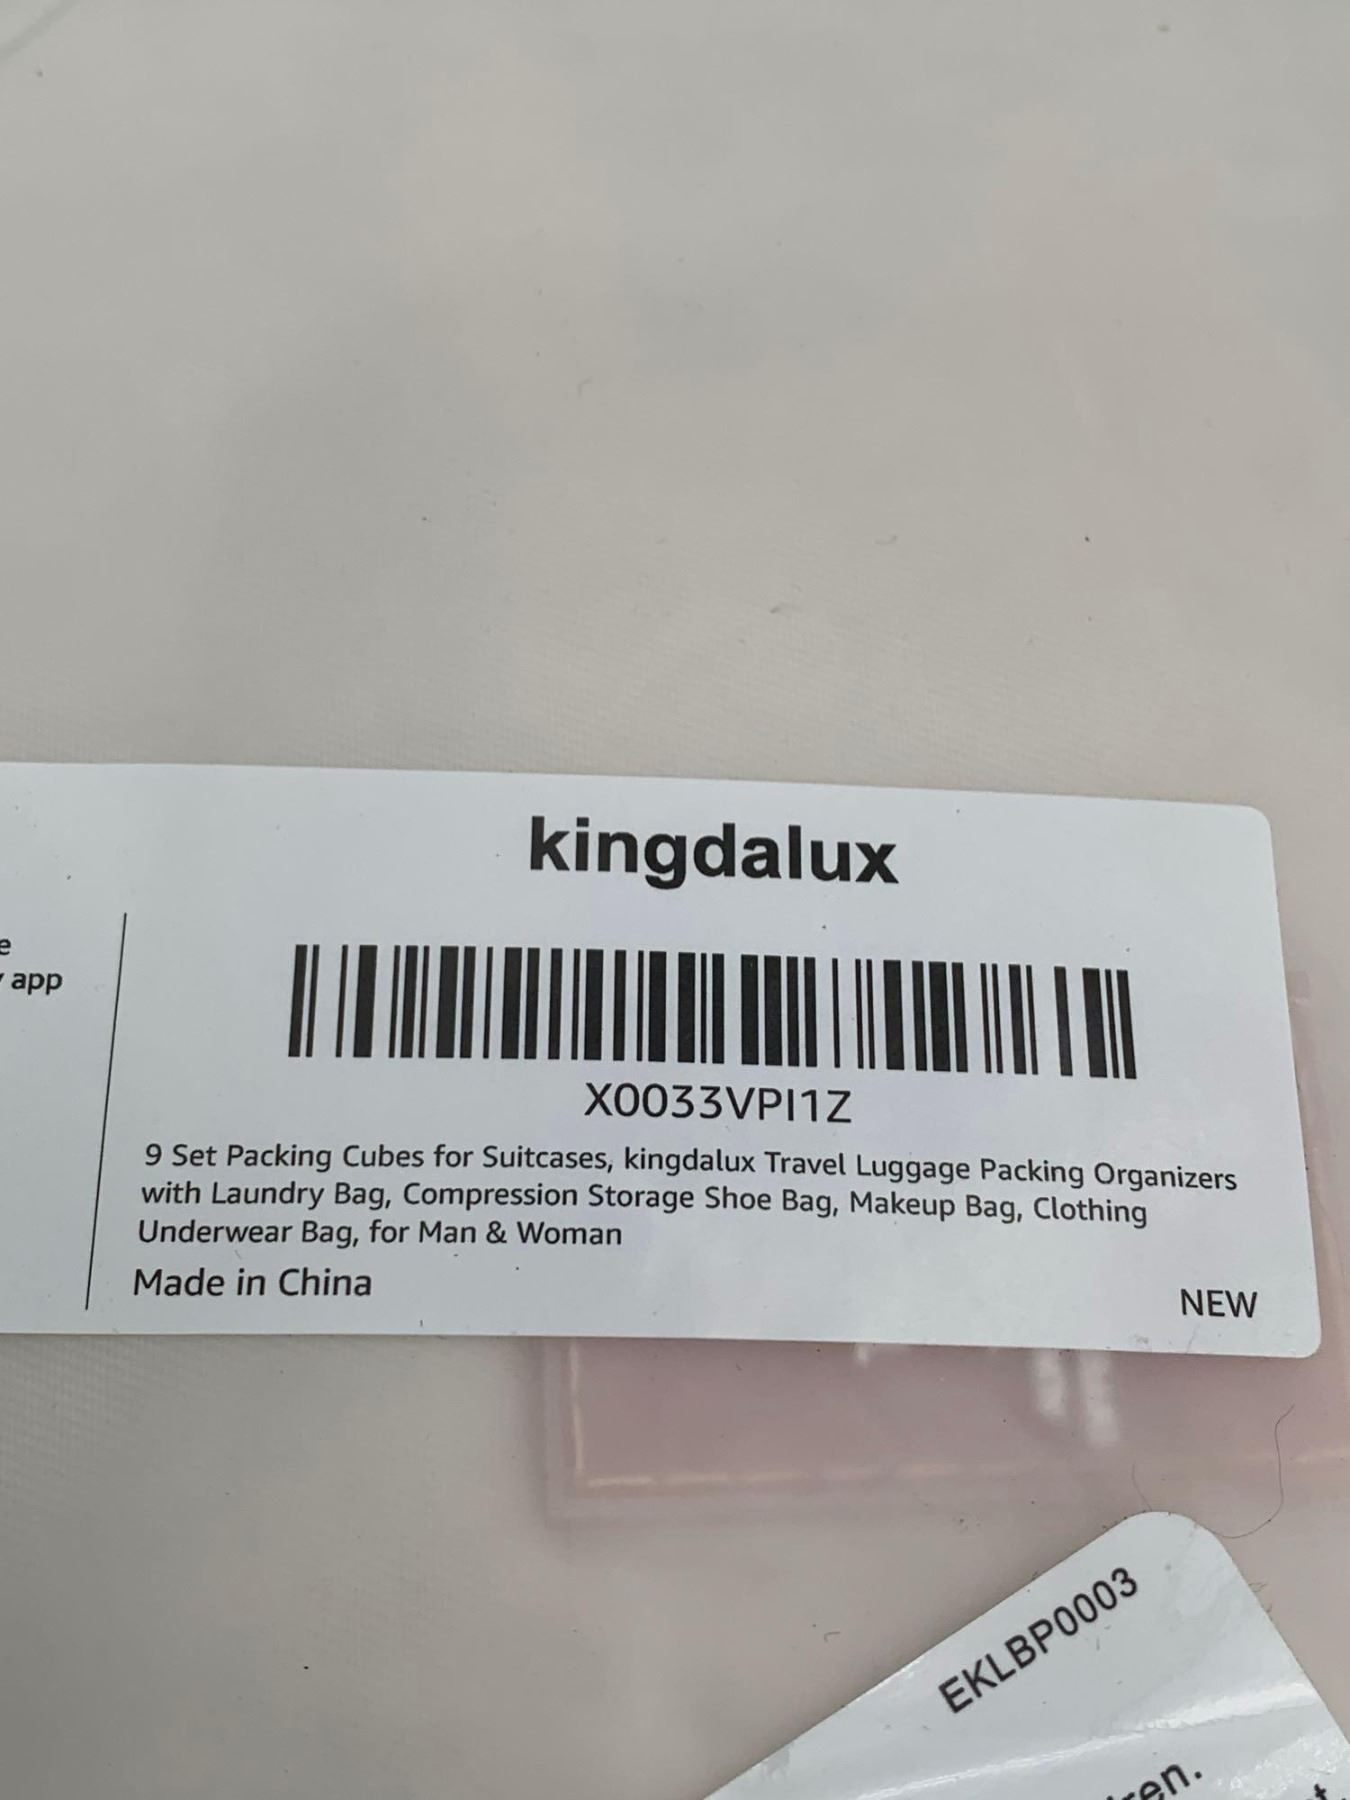 kingdalux
app
X0033VPI1Z
9 Set Packing Cubes for Suitcases, kingdalux Travel Luggage Packing Organizers
with Laundry Bag, Compression Storage Shoe Bag, Makeup Bag, Clothing
Underwear Bag, for Man & Woman
Made in China
NEW
EKLBP0003